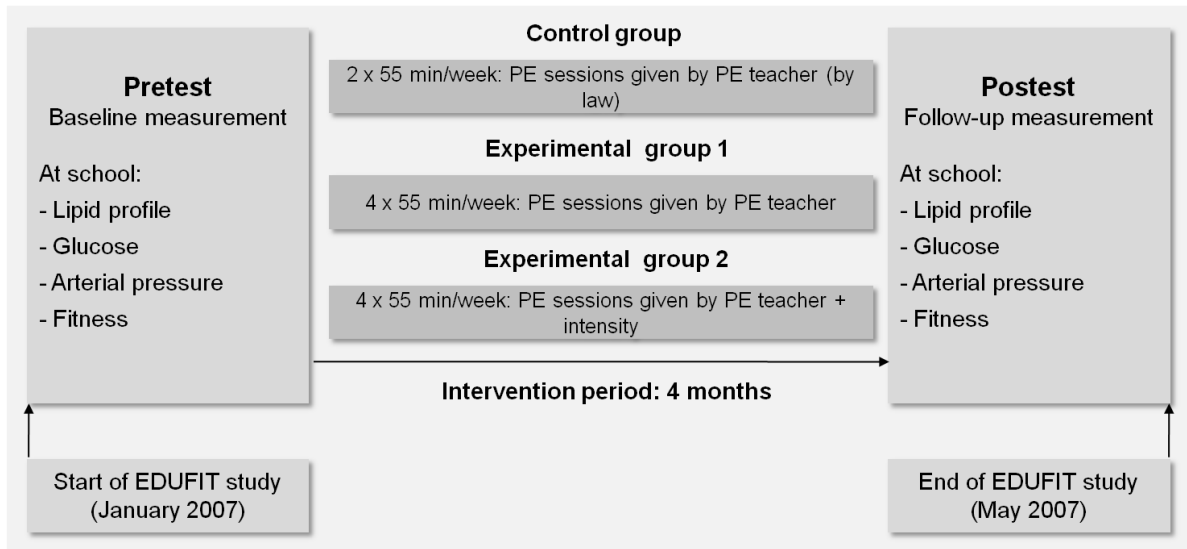 Pretest
Baseline measurement
At school:
- Lipid profile
- Glucose
- Arterial pressure
- Fitness
Control group
2 x 55 min/week: PE sessions given by PE teacher (by
law)
Experimental group 1
4 x 55 min/week: PE sessions given by PE teacher
Experimental group 2
4 x 55 min/week: PE sessions given by PE teacher +
intensity
Intervention period: 4 months
Postest
Follow-up measurement
At school:
- Lipid profile
- Glucose
- Arterial pressure
- Fitness
Start of EDUFIT study
(January 2007)
End of EDUFIT study
(May 2007)